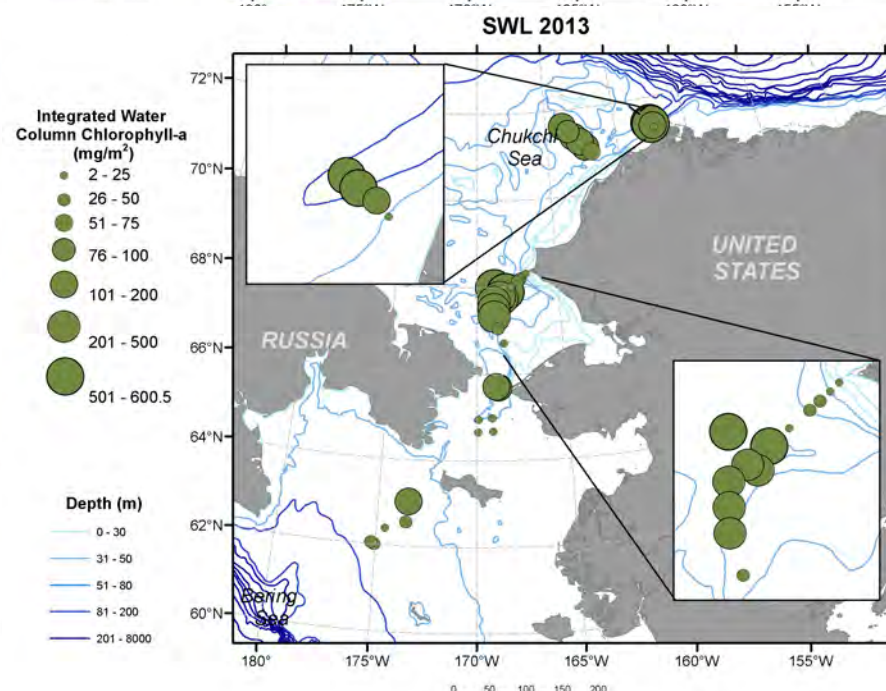 SWL 2013
72°N
70°N
68°N
66°N
64°N
62°N
60°N
Integrated Water
Column Chlorophyll-a
(mg/m²)
2 - 25
26 - 50
51 - 75
76 - 100
101 - 200
201 - 500
501 - 600.5
Depth (m)
0 - 30
31 - 50
51 - 80
81 - 200
201 - 8000
Chukchi
Sea
UNITED
STATES
RUSSIA
Bering
Sea
180° 175°W 170°W 165°W 160°W 155°W
0 50 100 150 200